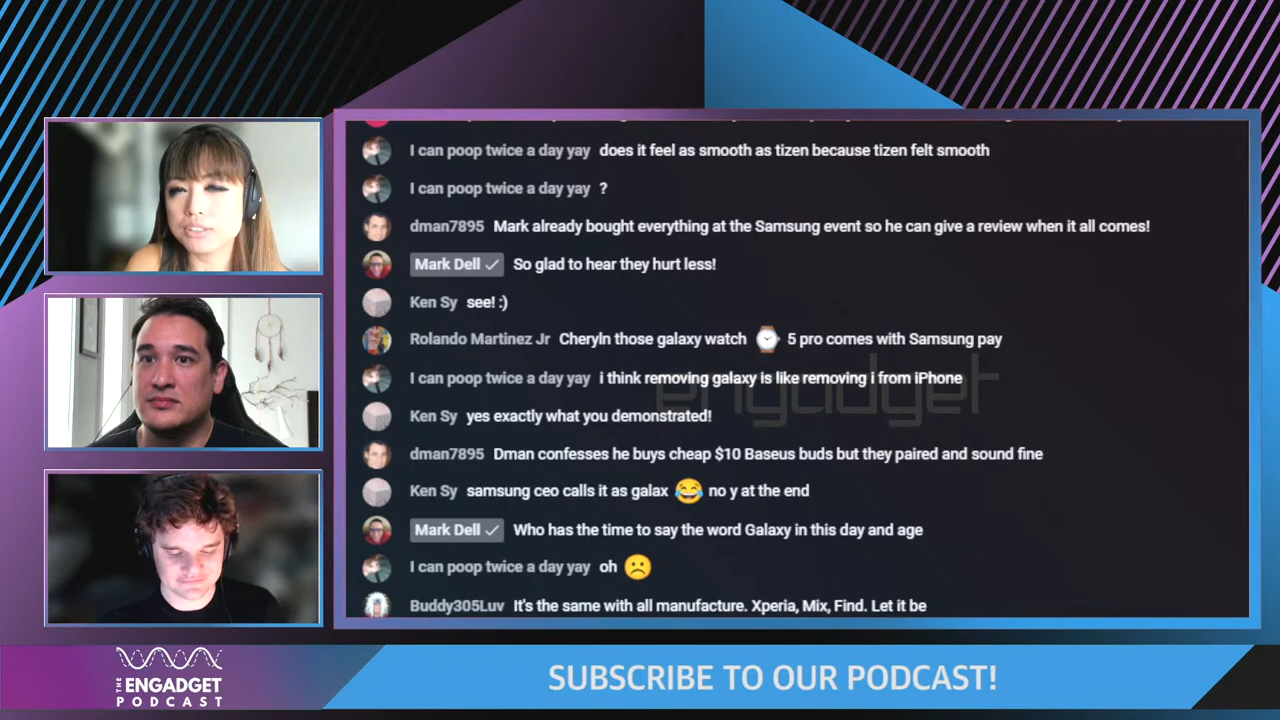 I can poop twice a day yay does it feel as smooth as tizen because tizen felt smooth
I can poop twice a day yay ?
dman7895 Mark already bought everything at the Samsung event so he can give a review when it all comes!
Mark Dell ✓ So glad to hear they hurt less!
Ken Sy see! :)
Rolando Martinez Jr Cheryln those galaxy watch ⌚ 5 pro comes with Samsung pay
I can poop twice a day yay i think removing galaxy is like removing i from iPhone
engadget
Ken Sy yes exactly what you demonstrated!
dman7895 Dman confesses he buys cheap $10 Baseus buds but they paired and sound fine
Ken Sy samsung ceo calls it as galax 😂 no y at the end
Mark Dell ✓ Who has the time to say the word Galaxy in this day and age
I can poop twice a day yay oh ☹️
Buddy305Luv It's the same with all manufacture. Xperia, Mix, Find. Let it be
THE ENGADGET
PODCAST
SUBSCRIBE TO OUR PODCAST!